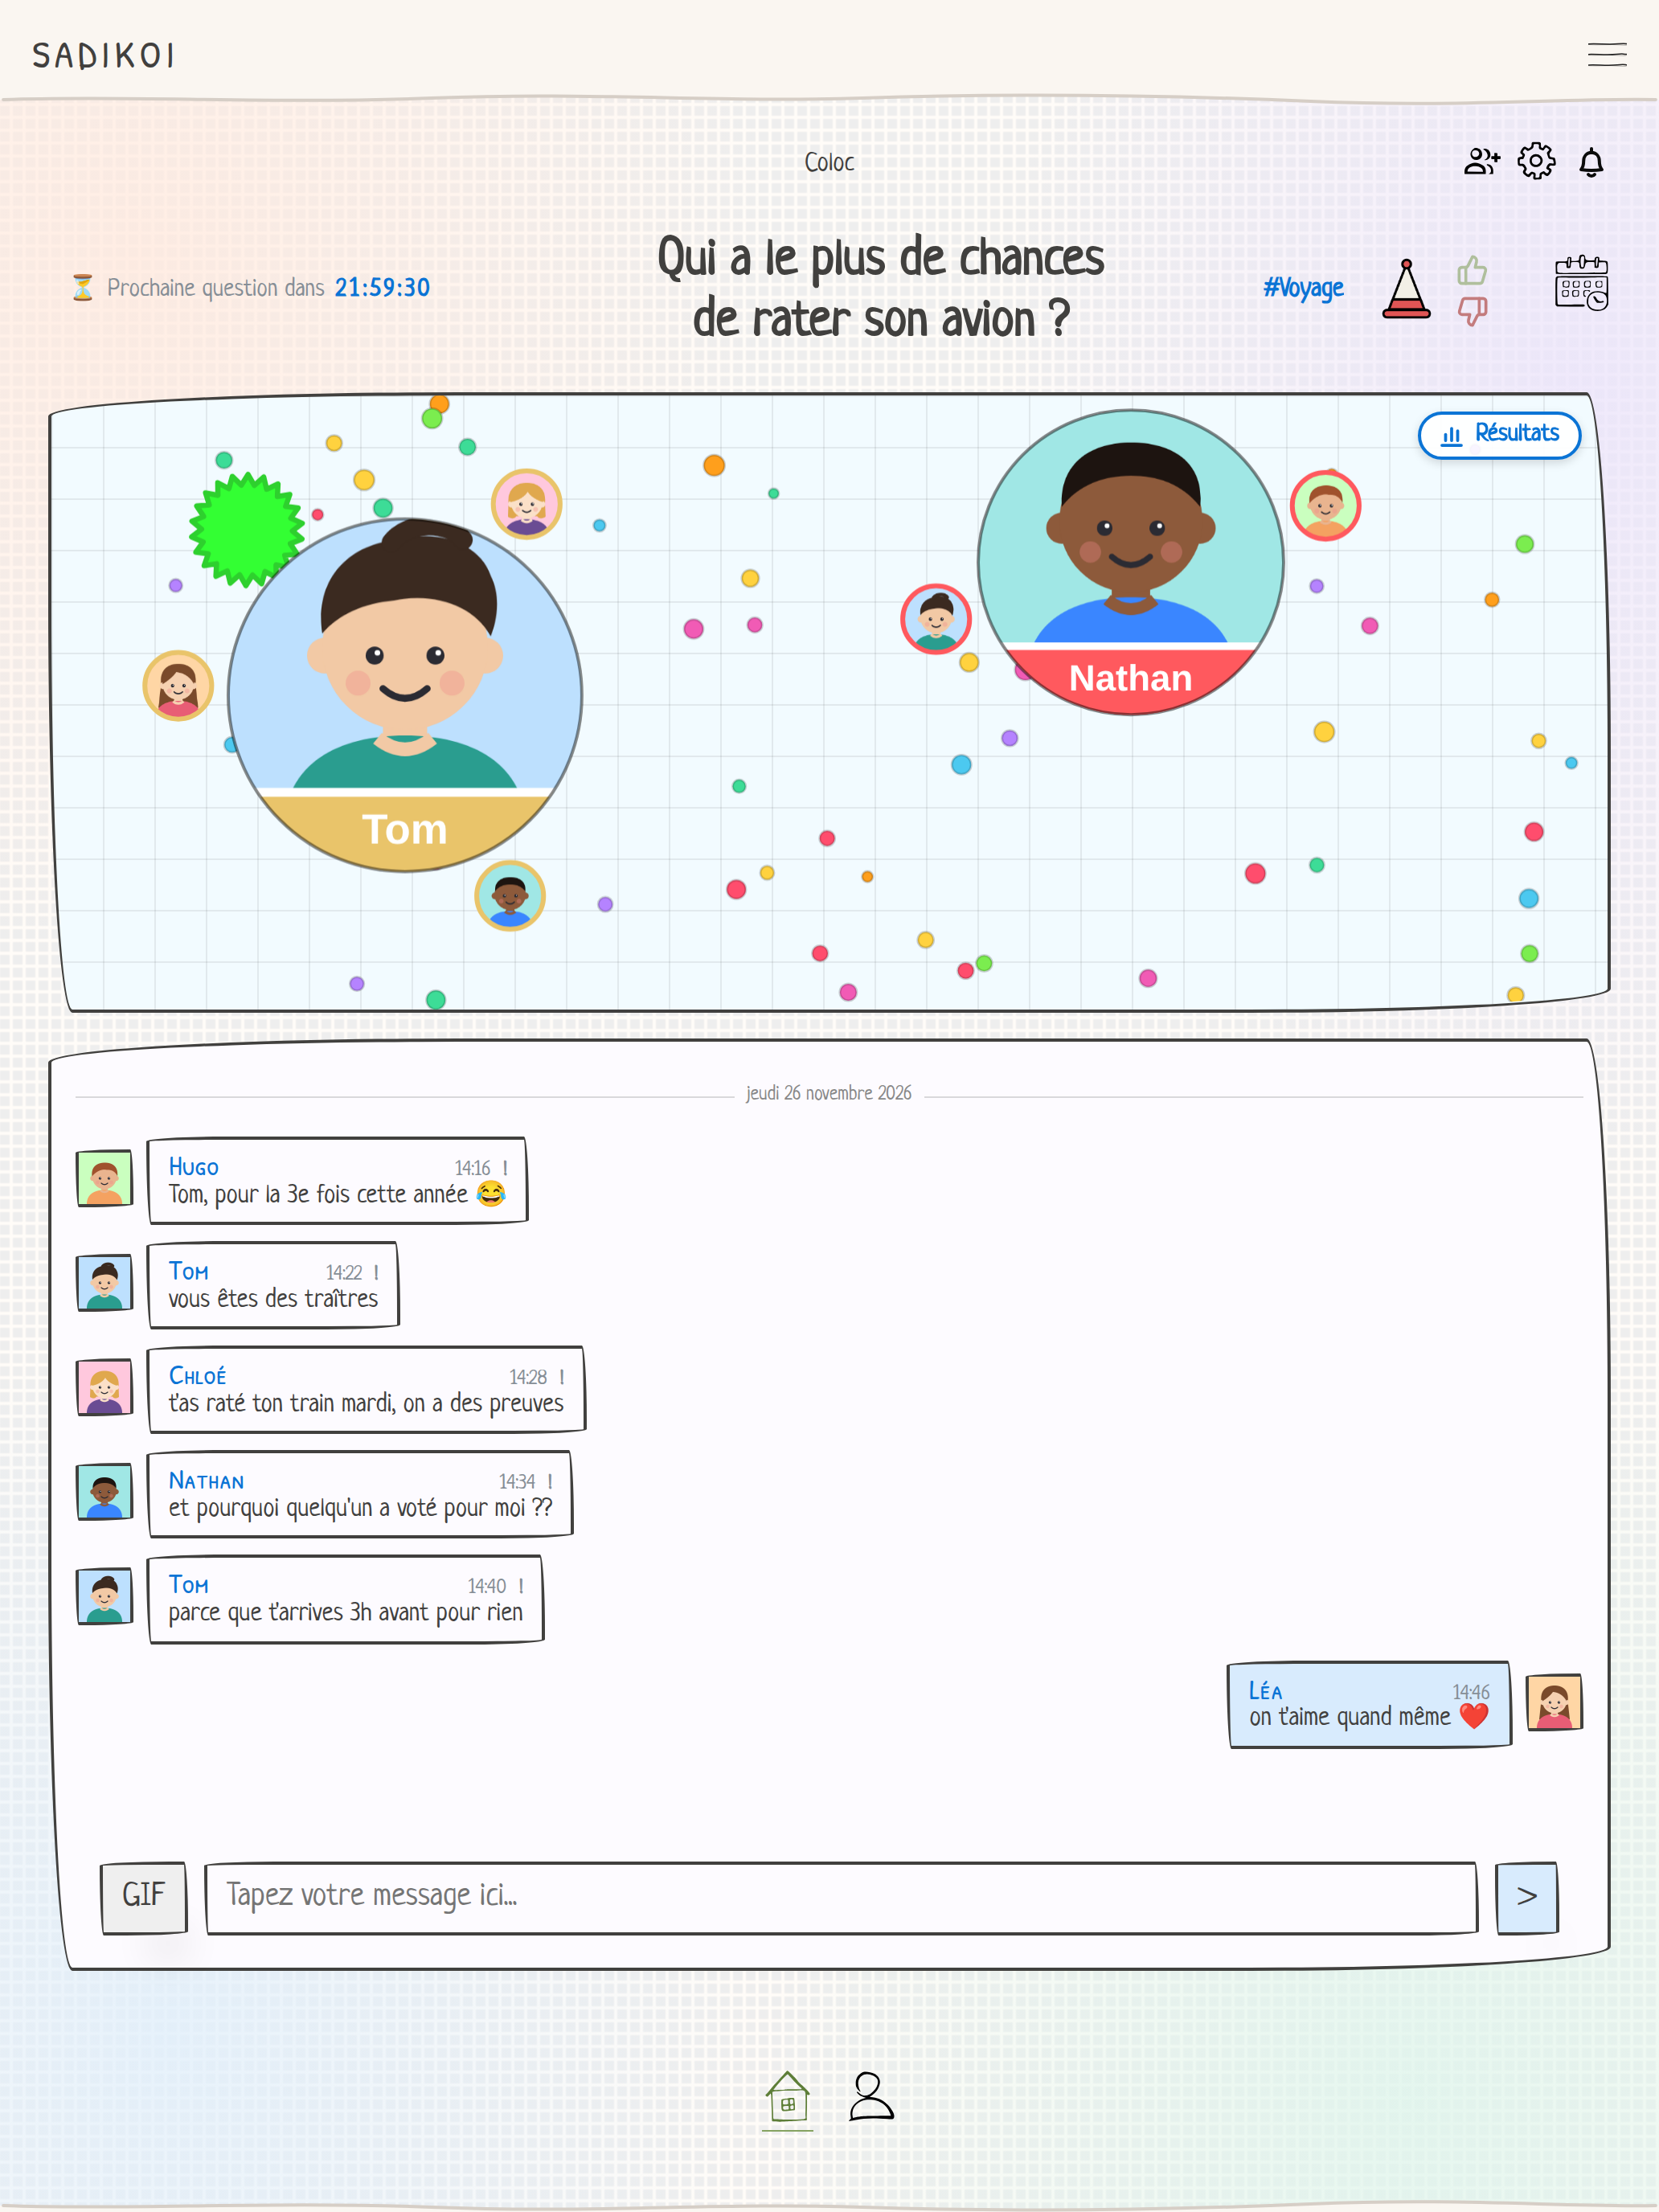 SADIKOI
Coloc
Qui a le plus de chances
de rater son avion ?
Prochaine question dans 21:59:30
#Voyage
Résultats
Nathan
Tom
jeudi 26 novembre 2026
Hugo 14:16 !
Tom, pour la 3e fois cette année 😂
Tom 14:22 !
vous êtes des traîtres
Chloé 14:28 !
t'as raté ton train mardi, on a des preuves
Nathan 14:34 !
et pourquoi quelqu'un a voté pour moi ??
Tom 14:40 !
parce que t'arrives 3h avant pour rien
Léa 14:46
on t'aime quand même ❤️
GIF
Tapez votre message ici...
>